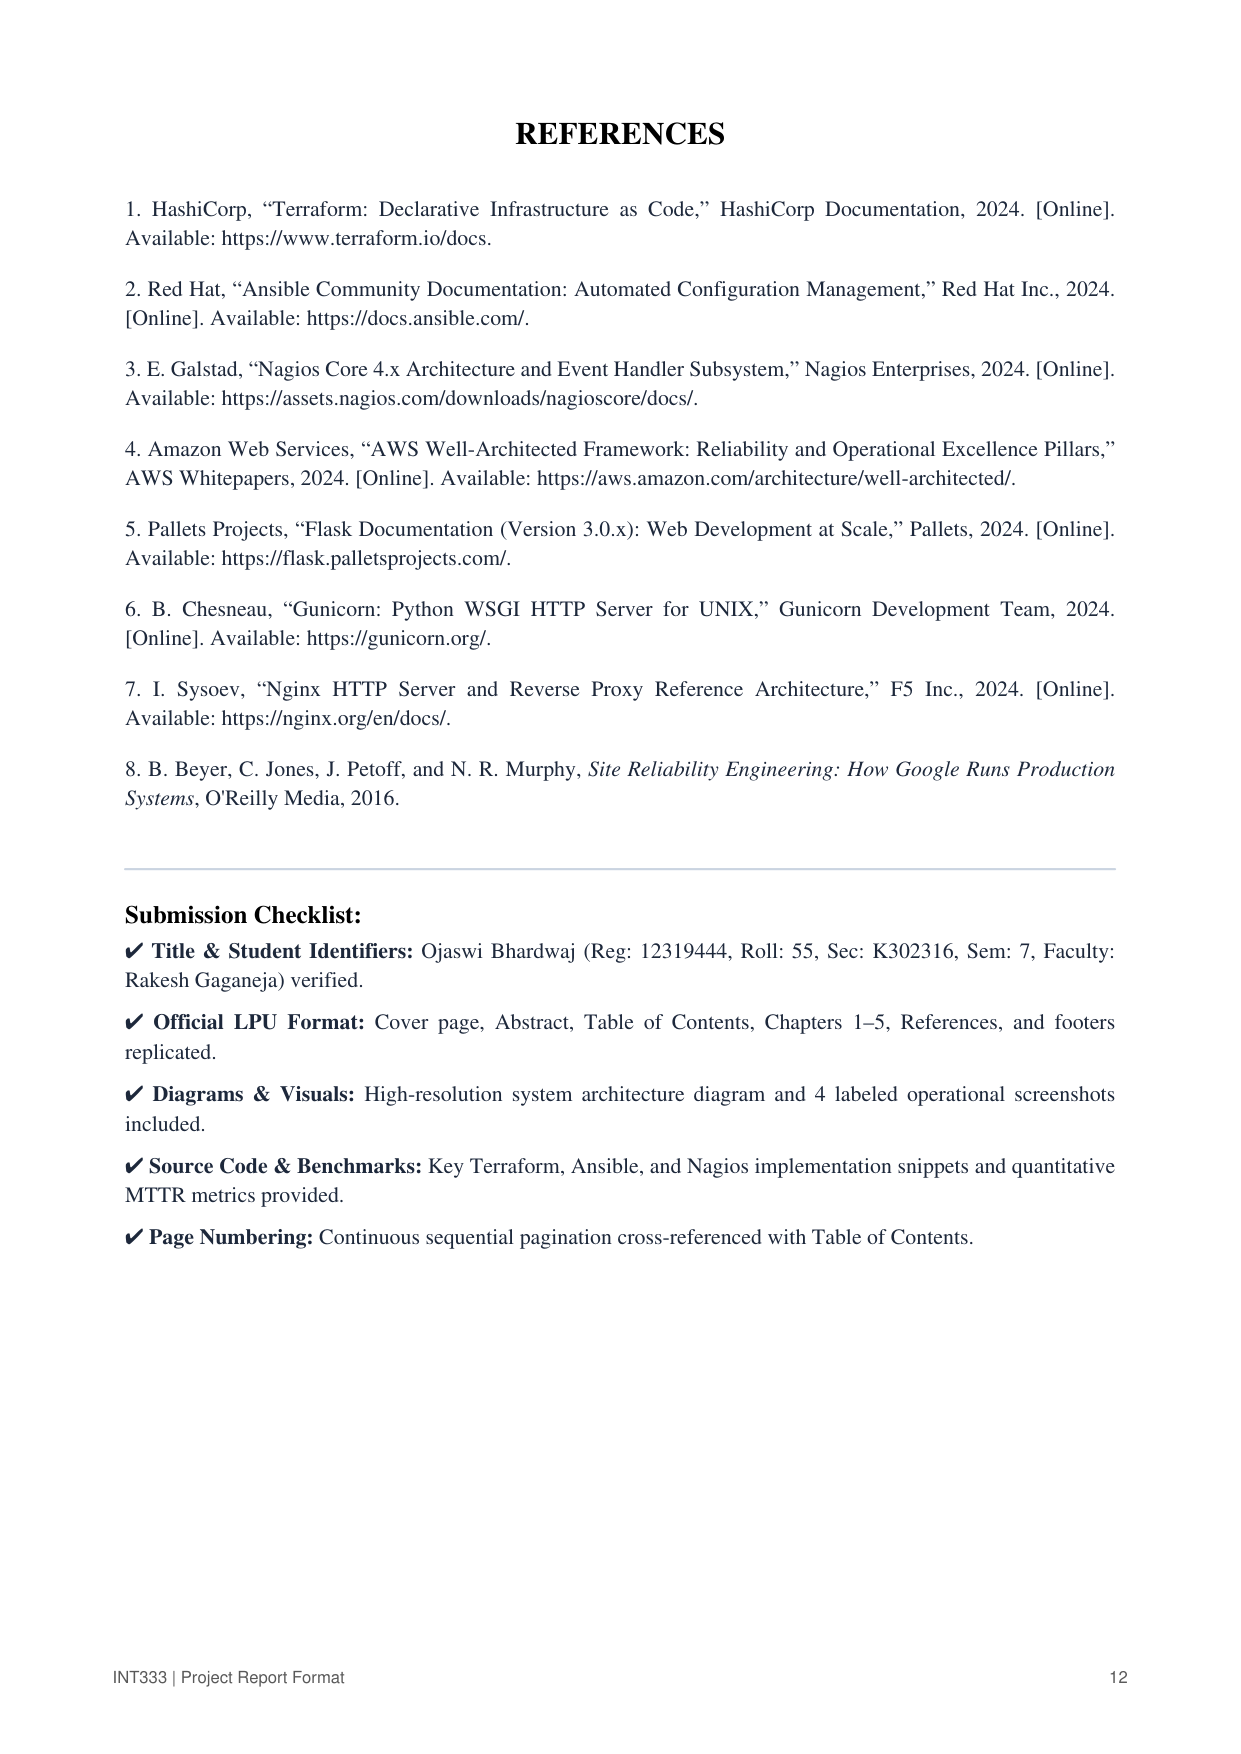 REFERENCES
1. HashiCorp, “Terraform: Declarative Infrastructure as Code,” HashiCorp Documentation, 2024. [Online].
Available: https://www.terraform.io/docs.
2. Red Hat, “Ansible Community Documentation: Automated Configuration Management,” Red Hat Inc., 2024.
[Online]. Available: https://docs.ansible.com/.
3. E. Galstad, “Nagios Core 4.x Architecture and Event Handler Subsystem,” Nagios Enterprises, 2024. [Online].
Available: https://assets.nagios.com/downloads/nagioscore/docs/.
4. Amazon Web Services, “AWS Well-Architected Framework: Reliability and Operational Excellence Pillars,”
AWS Whitepapers, 2024. [Online]. Available: https://aws.amazon.com/architecture/well-architected/.
5. Pallets Projects, “Flask Documentation (Version 3.0.x): Web Development at Scale,” Pallets, 2024. [Online].
Available: https://flask.palletsprojects.com/.
6. B. Chesneau, “Gunicorn: Python WSGI HTTP Server for UNIX,” Gunicorn Development Team, 2024.
[Online]. Available: https://gunicorn.org/.
7. I. Sysoev, “Nginx HTTP Server and Reverse Proxy Reference Architecture,” F5 Inc., 2024. [Online].
Available: https://nginx.org/en/docs/.
8. B. Beyer, C. Jones, J. Petoff, and N. R. Murphy, Site Reliability Engineering: How Google Runs Production
Systems, O'Reilly Media, 2016.
Submission Checklist:
✔ Title & Student Identifiers: Ojaswi Bhardwaj (Reg: 12319444, Roll: 55, Sec: K302316, Sem: 7, Faculty:
Rakesh Gaganeja) verified.
✔ Official LPU Format: Cover page, Abstract, Table of Contents, Chapters 1–5, References, and footers
replicated.
✔ Diagrams & Visuals: High-resolution system architecture diagram and 4 labeled operational screenshots
included.
✔ Source Code & Benchmarks: Key Terraform, Ansible, and Nagios implementation snippets and quantitative
MTTR metrics provided.
✔ Page Numbering: Continuous sequential pagination cross-referenced with Table of Contents.
INT333 | Project Report Format 12